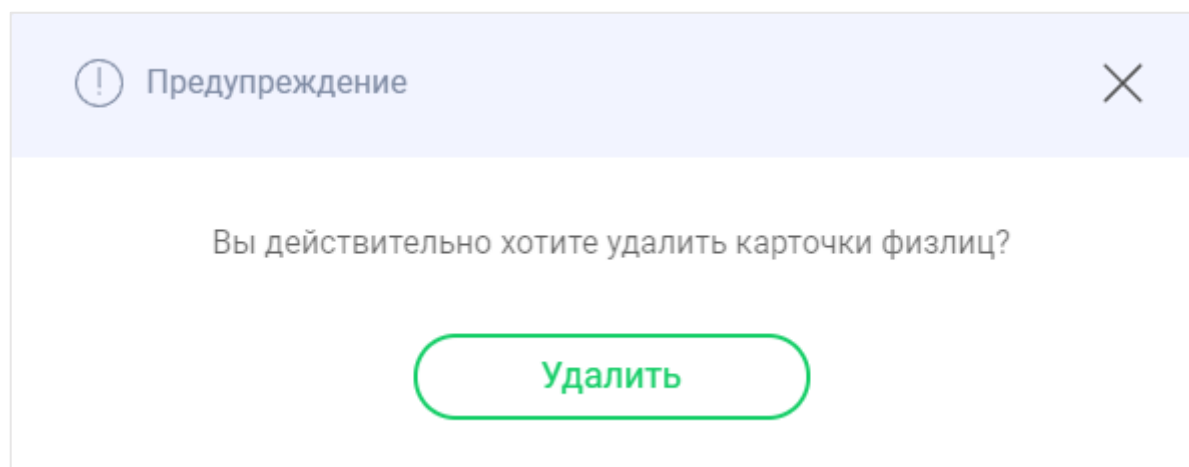 Предупреждение
Вы действительно хотите удалить карточки физлиц?
Удалить